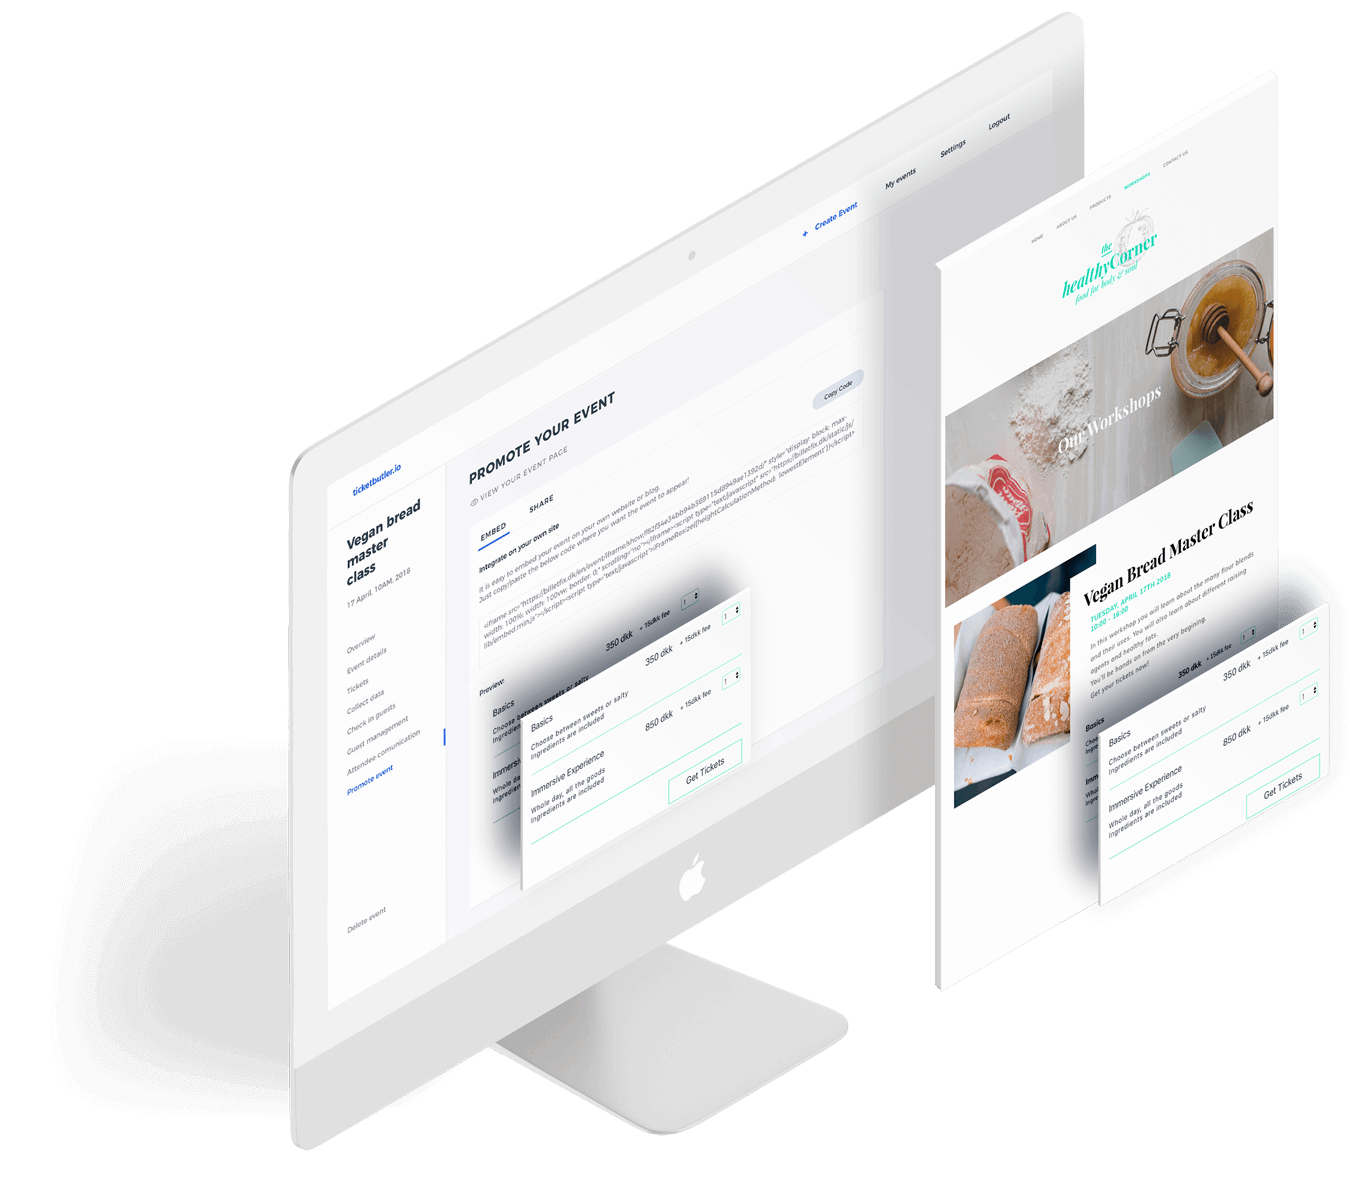 + Create Event
My events
Settings
Logout
ticketbutler.io
Vegan bread
master
class
17 April, 10AM, 2018
Overview
Event details
Tickets
Collect data
Check in guests
Guest management
Attendee comunication
Promote event
Delete event
PROMOTE YOUR EVENT
VIEW YOUR EVENT PAGE
EMBED
SHARE
Copy Code
Integrate on your own site
It is easy to embed your event on your own website or blog.
Just copy/paste the below code where you want the event to appear!
<iframe src="https://billetfix.dk/en/event/iframe/show/f62f34e34bb94b369115d8949ae1392d/" style="display: block; max-
width: 100%; width: 100vw; border: 0;" scrolling="no"></iframe><script type="text/javascript" src="https://billetfix.dk/static/js/
lib/embed.min.js"></script><script type="text/javascript">iFrameResize({heightCalculationMethod: 'lowestElement'})</script>
Preview:
350 dkk + 15dkk fee 1
Basics
Choose between sweets or salty
Basics
Choose between sweets or salty
Ingredients are included
350 dkk + 15dkk fee 1
Immersive Experience
Whole day, all the goods
Ingredients are included
850 dkk + 15dkk fee 1
Get Tickets
HOME
ABOUT US
PRODUCTS
WORKSHOPS
CONTACT US
the
healthyCorner
food for body & soul
Our Workshops
Vegan Bread Master Class
TUESDAY, APRIL 17TH 2018
10:00 - 16:00
In this workshop you will learn about the many flour blends
and their uses. You will also learn about different raising
agents and healthy fats.
You'll be hands on from the very begining.
Get your tickets now!
350 dkk + 15dkk fee 1
Basics
Basics
Choose between sweets or salty
Ingredients are included
350 dkk + 15dkk fee 1
Immersive Experience
Whole day, all the goods
Ingredients are included
850 dkk + 15dkk fee 1
Get Tickets